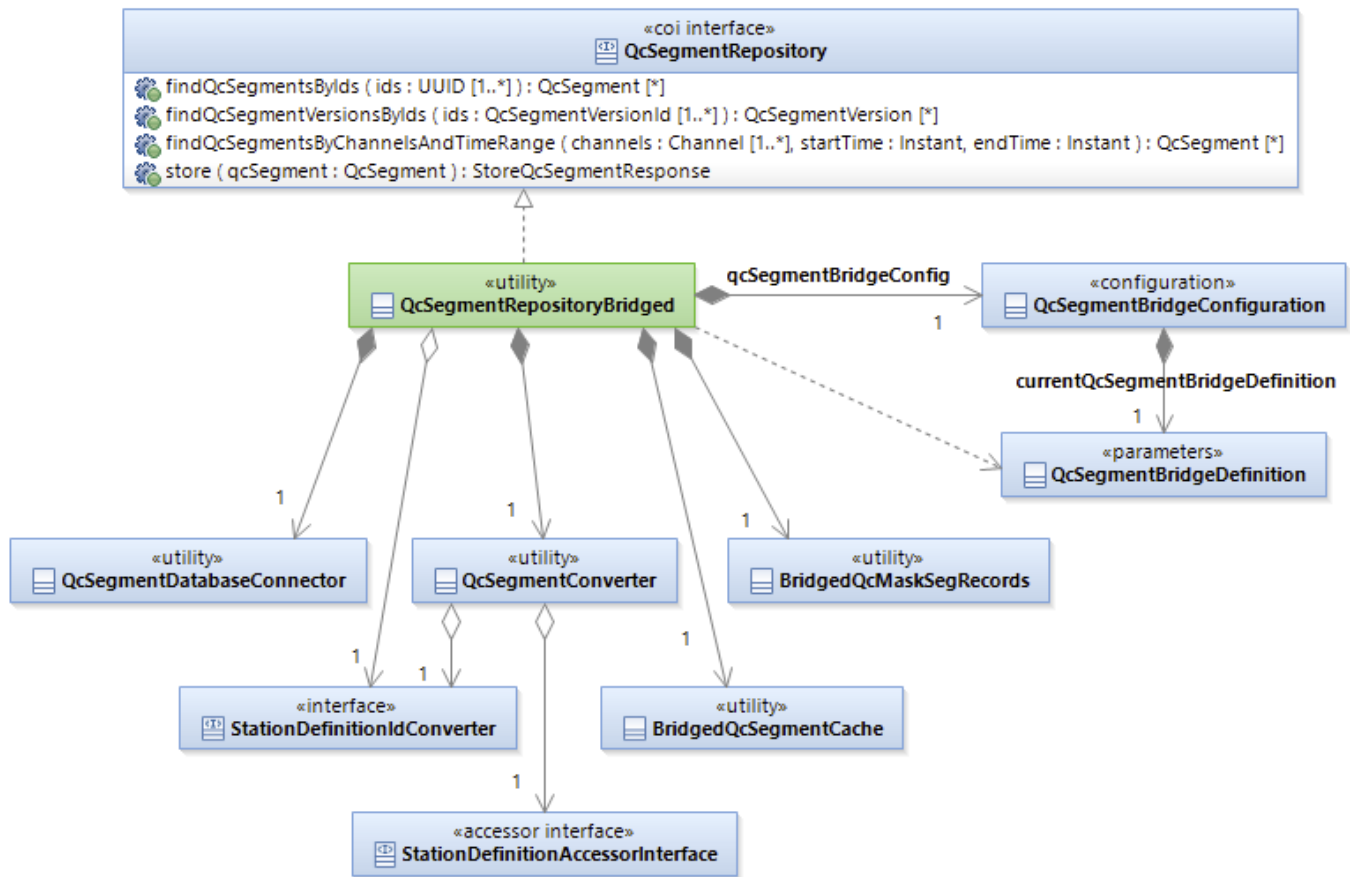 «coi interface»
QcSegmentRepository
findQcSegmentsByIds ( ids : UUID [1..*] ) : QcSegment [*]
findQcSegmentVersionsByIds ( ids : QcSegmentVersionId [1..*] ) : QcSegmentVersion [*]
findQcSegmentsByChannelsAndTimeRange ( channels : Channel [1..*], startTime : Instant, endTime : Instant ) : QcSegment [*]
store ( qcSegment : QcSegment ) : StoreQcSegmentResponse
«utility»
QcSegmentRepositoryBridged
qcSegmentBridgeConfig
1
«configuration»
QcSegmentBridgeConfiguration
currentQcSegmentBridgeDefinition
1
«parameters»
QcSegmentBridgeDefinition
1
1
1
«utility»
QcSegmentDatabaseConnector
«utility»
QcSegmentConverter
«utility»
BridgedQcMaskSegRecords
1
1
1
«interface»
StationDefinitionIdConverter
«utility»
BridgedQcSegmentCache
1
«accessor interface»
StationDefinitionAccessorInterface